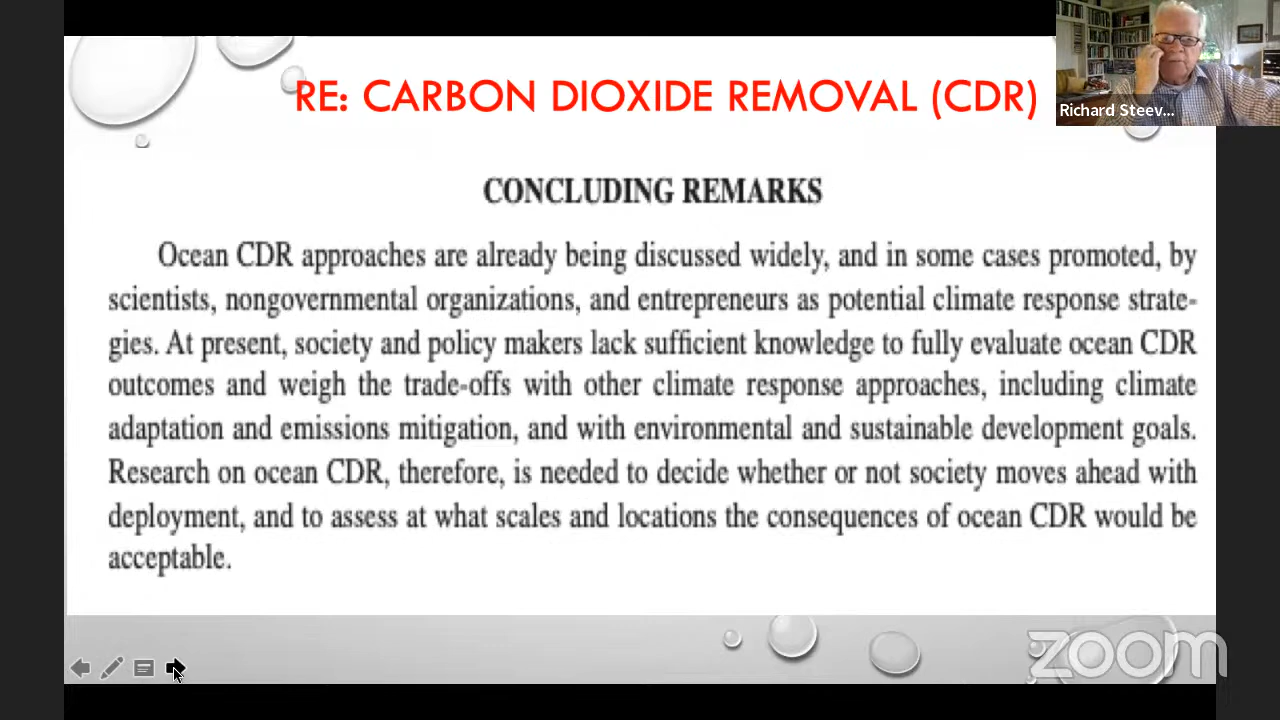 RE: CARBON DIOXIDE REMOVAL (CDR)
Richard Steev...
CONCLUDING REMARKS
Ocean CDR approaches are already being discussed widely, and in some cases promoted, by
scientists, nongovernmental organizations, and entrepreneurs as potential climate response strate-
gies. At present, society and policy makers lack sufficient knowledge to fully evaluate ocean CDR
outcomes and weigh the trade-offs with other climate response approaches, including climate
adaptation and emissions mitigation, and with environmental and sustainable development goals.
Research on ocean CDR, therefore, is needed to decide whether or not society moves ahead with
deployment, and to assess at what scales and locations the consequences of ocean CDR would be
acceptable.
zoom